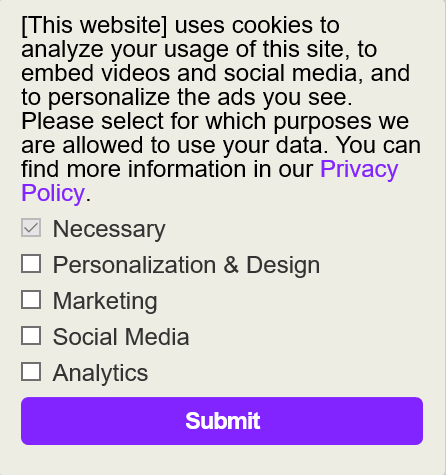 [This website] uses cookies to
analyze your usage of this site, to
embed videos and social media, and
to personalize the ads you see.
Please select for which purposes we
are allowed to use your data. You can
find more information in our Privacy
Policy.
Necessary
Personalization & Design
Marketing
Social Media
Analytics
Submit